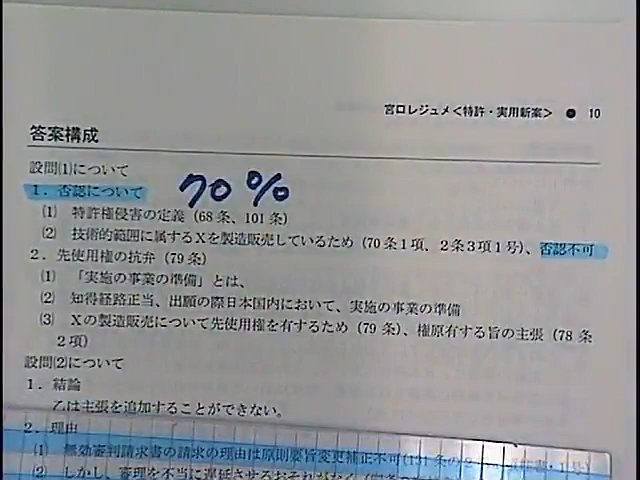 宮口レジュメ<特許・実用新案> ● 10
答案構成
設問(1)について
1．否認について 70%
(1) 特許権侵害の定義（68条、101条）
(2) 技術的範囲に属するXを製造販売しているため（70条1項、2条3項1号）、否認不可
2．先使用権の抗弁（79条）
(1) 「実施の事業の準備」とは、
(2) 知得経路正当、出願の際日本国内において、実施の事業の準備
(3) Xの製造販売について先使用権を有するため（79条）、権原有する旨の主張（78条
2項）
設問(2)について
1．結論
乙は主張を追加することができない。
2．理由
(1) 無効審判請求書の請求の理由は原則要旨変更補正不可(131条の2
(2) しかし、審理を不当に遅延させるおそれがなく